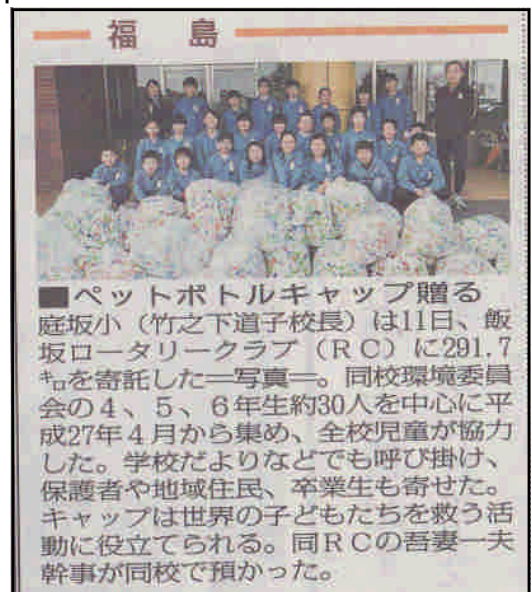 福島
■ペットボトルキャップ贈る
庭坂小（竹之下道子校長）は11日、飯
坂ロータリークラブ（RC）に291.7
㌔を寄託した＝写真＝。同校環境委員
会の4、5、6年生約30人を中心に平
成27年4月から集め、全校児童が協力
した。学校だよりなどでも呼び掛け、
保護者や地域住民、卒業生も寄せた。
キャップは世界の子どもたちを救う活
動に役立てられる。同RCの吾妻一夫
幹事が同校で預かった。